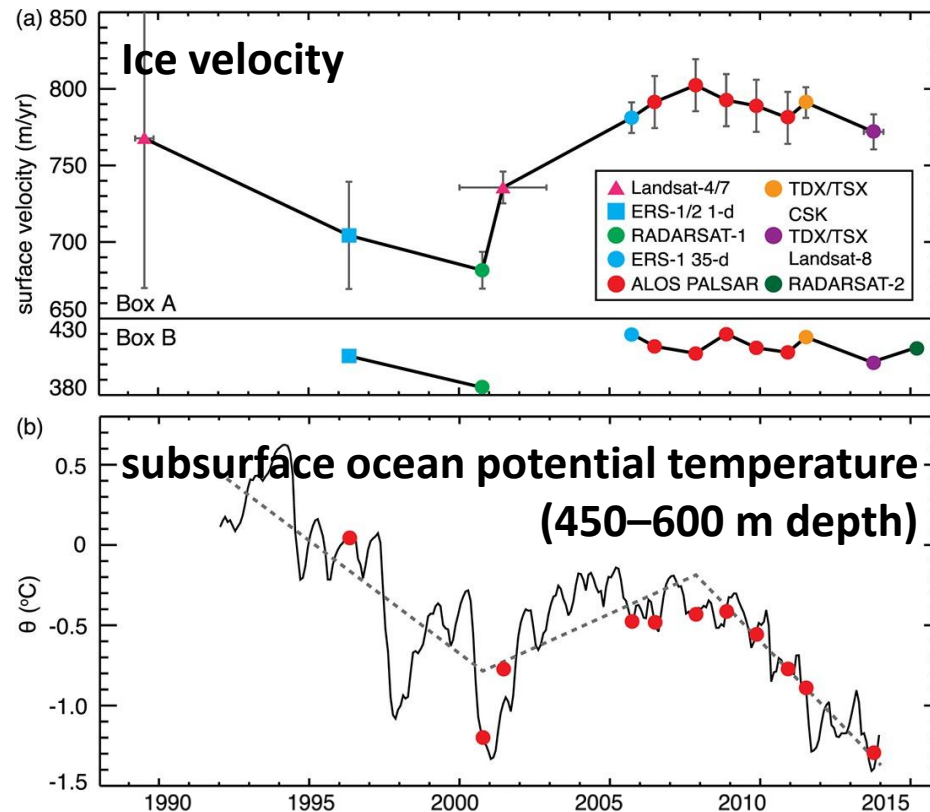 (a)
Ice velocity
surface velocity (m/yr)
850
800
750
700
650
Landsat-4/7
ERS-1/2 1-d
RADARSAT-1
ERS-1 35-d
ALOS PALSAR
TDX/TSX
CSK
TDX/TSX
Landsat-8
RADARSAT-2
Box A
430
Box B
380
(b)
subsurface ocean potential temperature
(450–600 m depth)
θ (°C)
0.5
0
-0.5
-1.0
-1.5
1990 1995 2000 2005 2010 2015